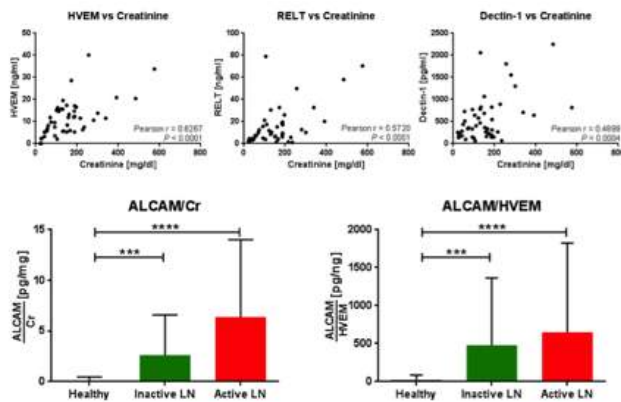 HVEM vs Creatinine
HVEM [ng/ml]
50
40
30
20
10
0
0 200 400 600 800
Creatinine [mg/dl]
Pearson r = 0.6267
P < 0.0001
RELT vs Creatinine
RELT [ng/ml]
100
80
60
40
20
0
0 200 400 600 800
Creatinine [mg/dl]
Pearson r = 0.5720
P < 0.0001
Dectin-1 vs Creatinine
Dectin-1 [pg/ml]
2500
2000
1500
1000
500
0
0 200 400 600 800
Creatinine [mg/dl]
Pearson r = 0.4898
P = 0.0004
ALCAM/Cr
ALCAM
Cr
[pg/mg]
15
10
5
0
****
***
Healthy Inactive LN Active LN
ALCAM/HVEM
ALCAM
HVEM
[pg/ng]
2000
1500
1000
500
0
****
***
Healthy Inactive LN Active LN